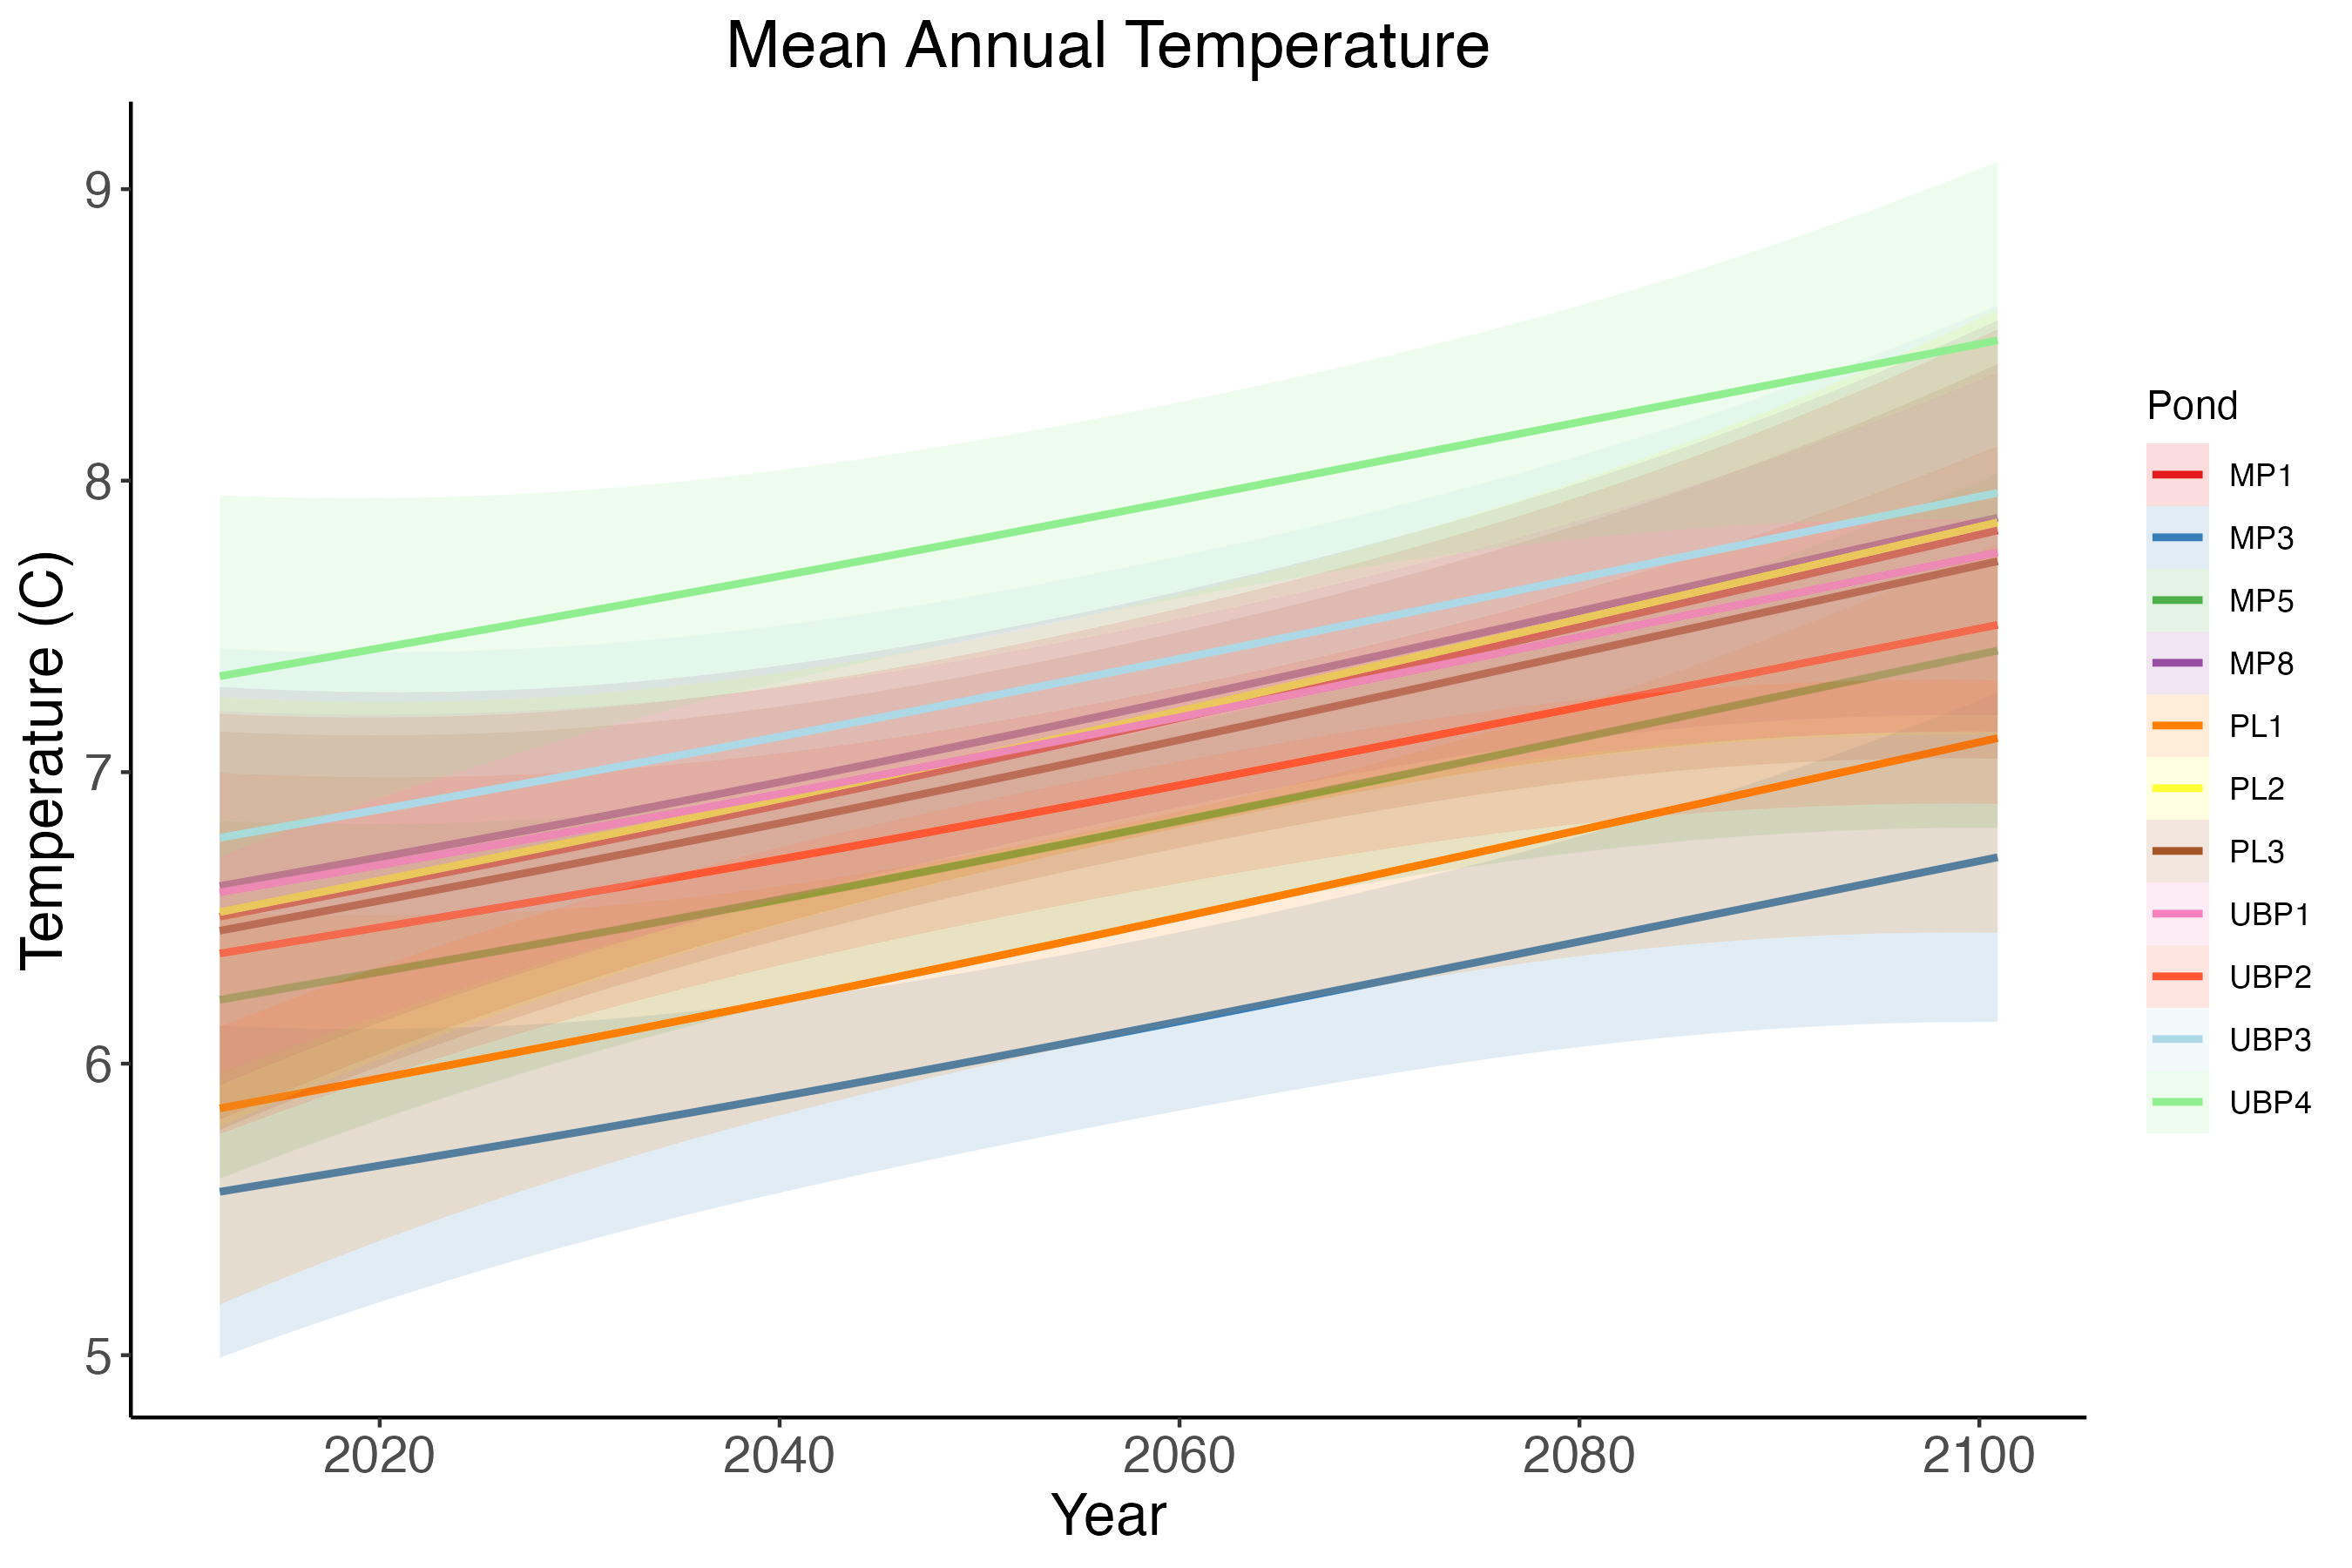 Mean Annual Temperature
Temperature (C)
9
8
7
6
5
2020 2040 2060 2080 2100
Year
Pond
MP1
MP3
MP5
MP8
PL1
PL2
PL3
UBP1
UBP2
UBP3
UBP4